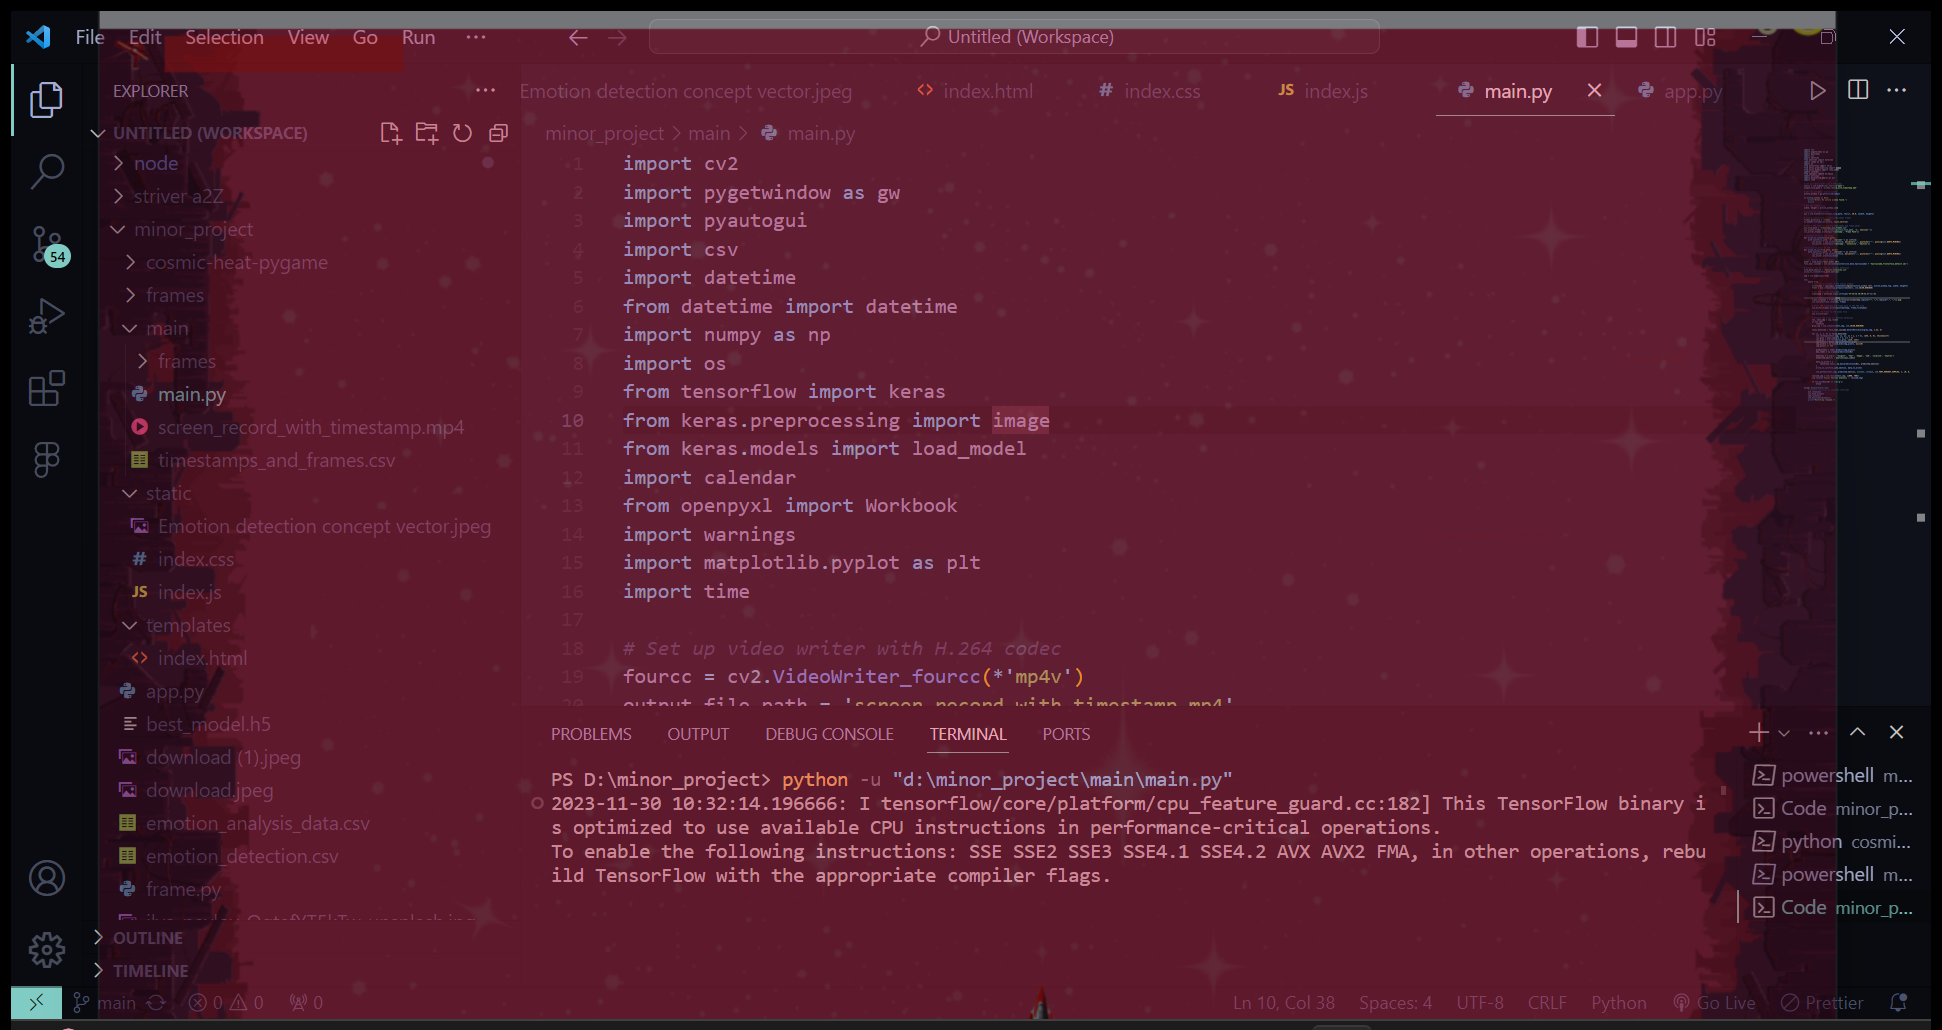 File Edit Selection View Go Run ··· Untitled (Workspace)
EXPLORER ···
UNTITLED (WORKSPACE)
node
striver a2Z
minor_project
cosmic-heat-pygame
frames
main
frames
main.py
screen_record_with_timestamp.mp4
timestamps_and_frames.csv
static
Emotion detection concept vector.jpeg
# index.css
JS index.js
templates
<> index.html
app.py
best_model.h5
download (1).jpeg
download.jpeg
emotion_analysis_data.csv
emotion_detection.csv
frame.py
OUTLINE
TIMELINE
54
Emotion detection concept vector.jpeg <> index.html # index.css JS index.js main.py app.py ···
minor_project > main > main.py
1 import cv2
2 import pygetwindow as gw
3 import pyautogui
4 import csv
5 import datetime
6 from datetime import datetime
7 import numpy as np
8 import os
9 from tensorflow import keras
10 from keras.preprocessing import image
11 from keras.models import load_model
12 import calendar
13 from openpyxl import Workbook
14 import warnings
15 import matplotlib.pyplot as plt
16 import time
17
18 # Set up video writer with H.264 codec
19 fourcc = cv2.VideoWriter_fourcc(*'mp4v')
20 output_file_path = 'screen_record_with_timestamp.mp4'
PROBLEMS OUTPUT DEBUG CONSOLE TERMINAL PORTS
PS D:\minor_project> python -u "d:\minor_project\main\main.py"
2023-11-30 10:32:14.196666: I tensorflow/core/platform/cpu_feature_guard.cc:182] This TensorFlow binary i
s optimized to use available CPU instructions in performance-critical operations.
To enable the following instructions: SSE SSE2 SSE3 SSE4.1 SSE4.2 AVX AVX2 FMA, in other operations, rebu
ild TensorFlow with the appropriate compiler flags.
powershell m...
Code minor_p...
python cosmi...
powershell m...
Code minor_p...
main 0 0 0 Ln 10, Col 38 Spaces: 4 UTF-8 CRLF Python Go Live Prettier